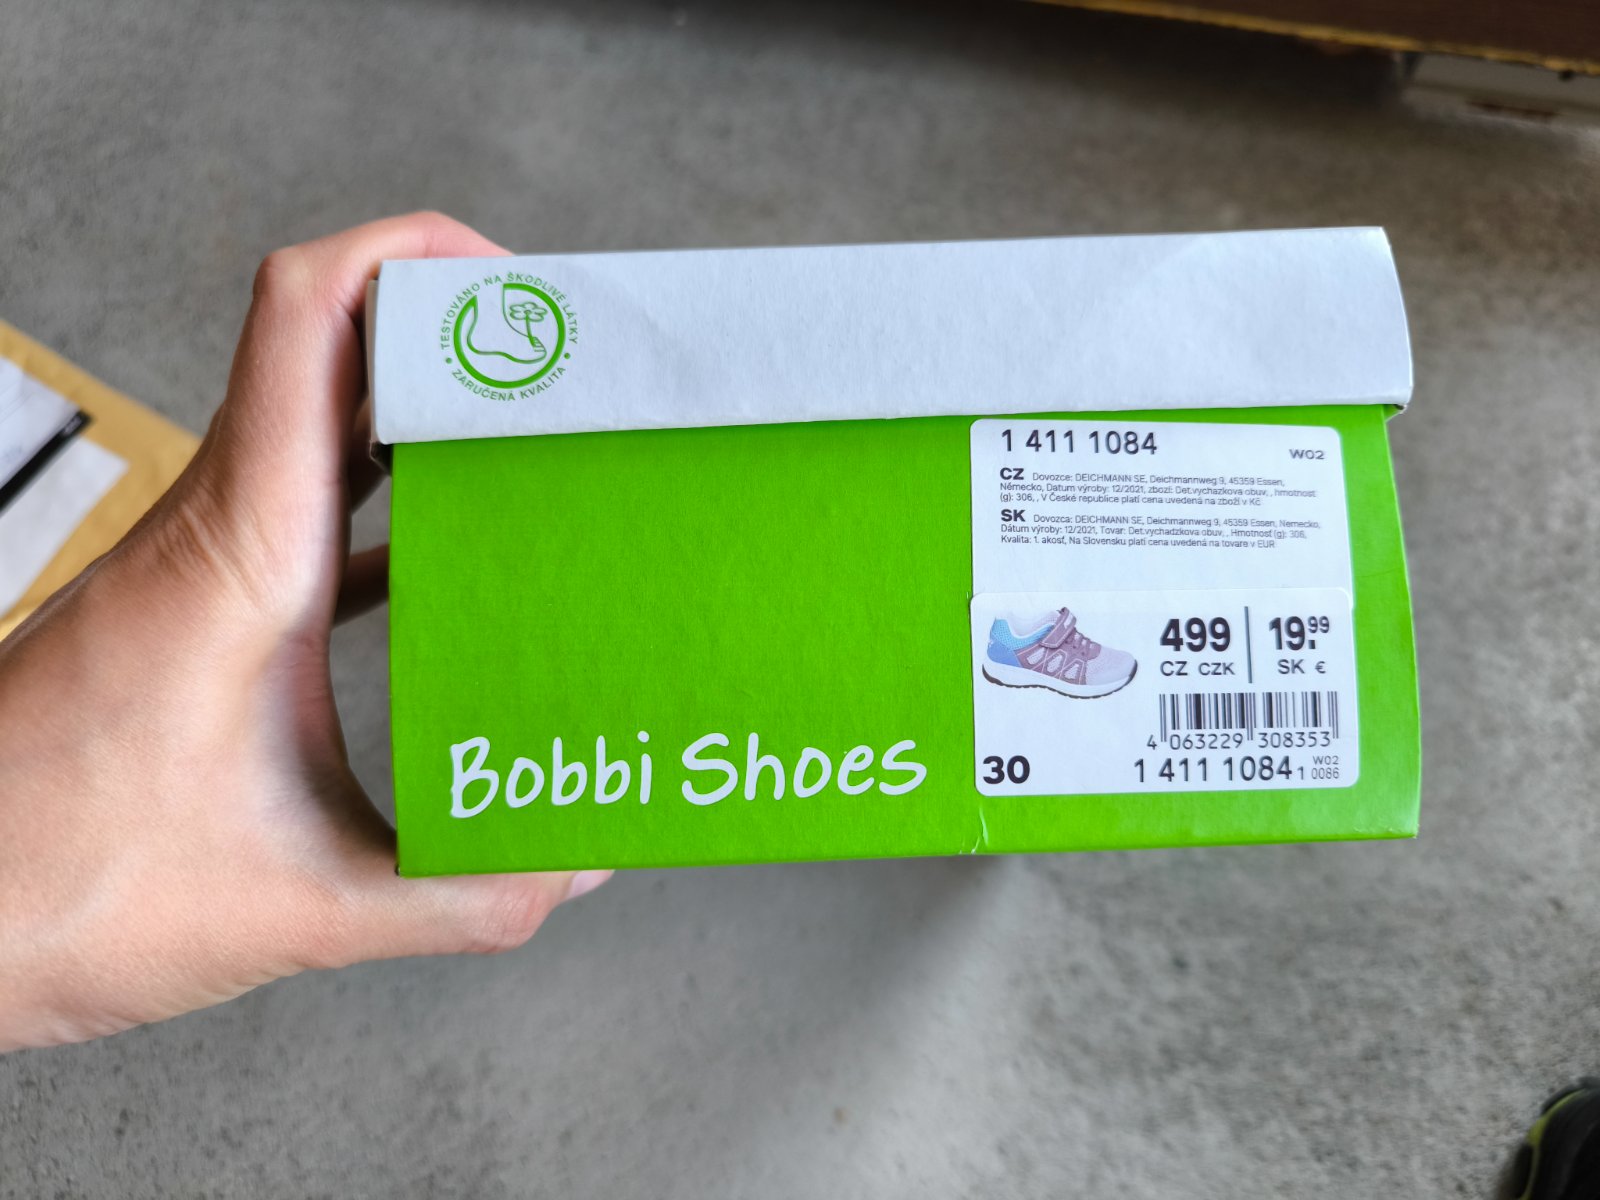 TESTOVÁNO NA ŠKODLIVÉ LÁTKY
ZARUČENÁ KVALITA
1 411 1084
W02
CZ Dovozce: DEICHMANN SE, Deichmannweg 9, 45359 Essen,
Německo, Datum výroby: 12/2021, zbozi: Det.vychazkova obuv, , hmotnost
(g): 306, , V České republice platí cena uvedená na zboží v Kč
SK Dovozca: DEICHMANN SE, Deichmannweg 9, 45359 Essen, Nemecko,
Dátum výroby: 12/2021, Tovar: Det.vychadzkova obuv, , Hmotnosť (g): 306,
Kvalita: 1. akosť, Na Slovensku platí cena uvedená na tovare v EUR
499 19.99
CZ CZK SK €
4 063229 308353
30
1 411 1084 1 W02 0086
Bobbi Shoes